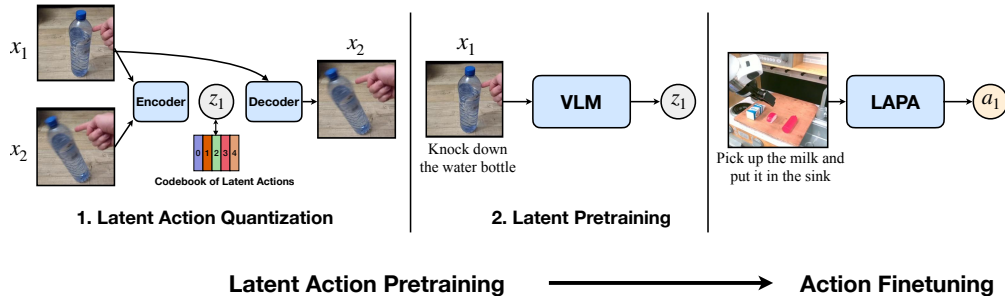 x₁
x₂
Encoder
z₁
Decoder
0 1 2 3 4
Codebook of Latent Actions
x₂
1. Latent Action Quantization
x₁
Knock down
the water bottle
VLM
z₁
2. Latent Pretraining
Pick up the milk and
put it in the sink
LAPA
a₁
Latent Action Pretraining
Action Finetuning